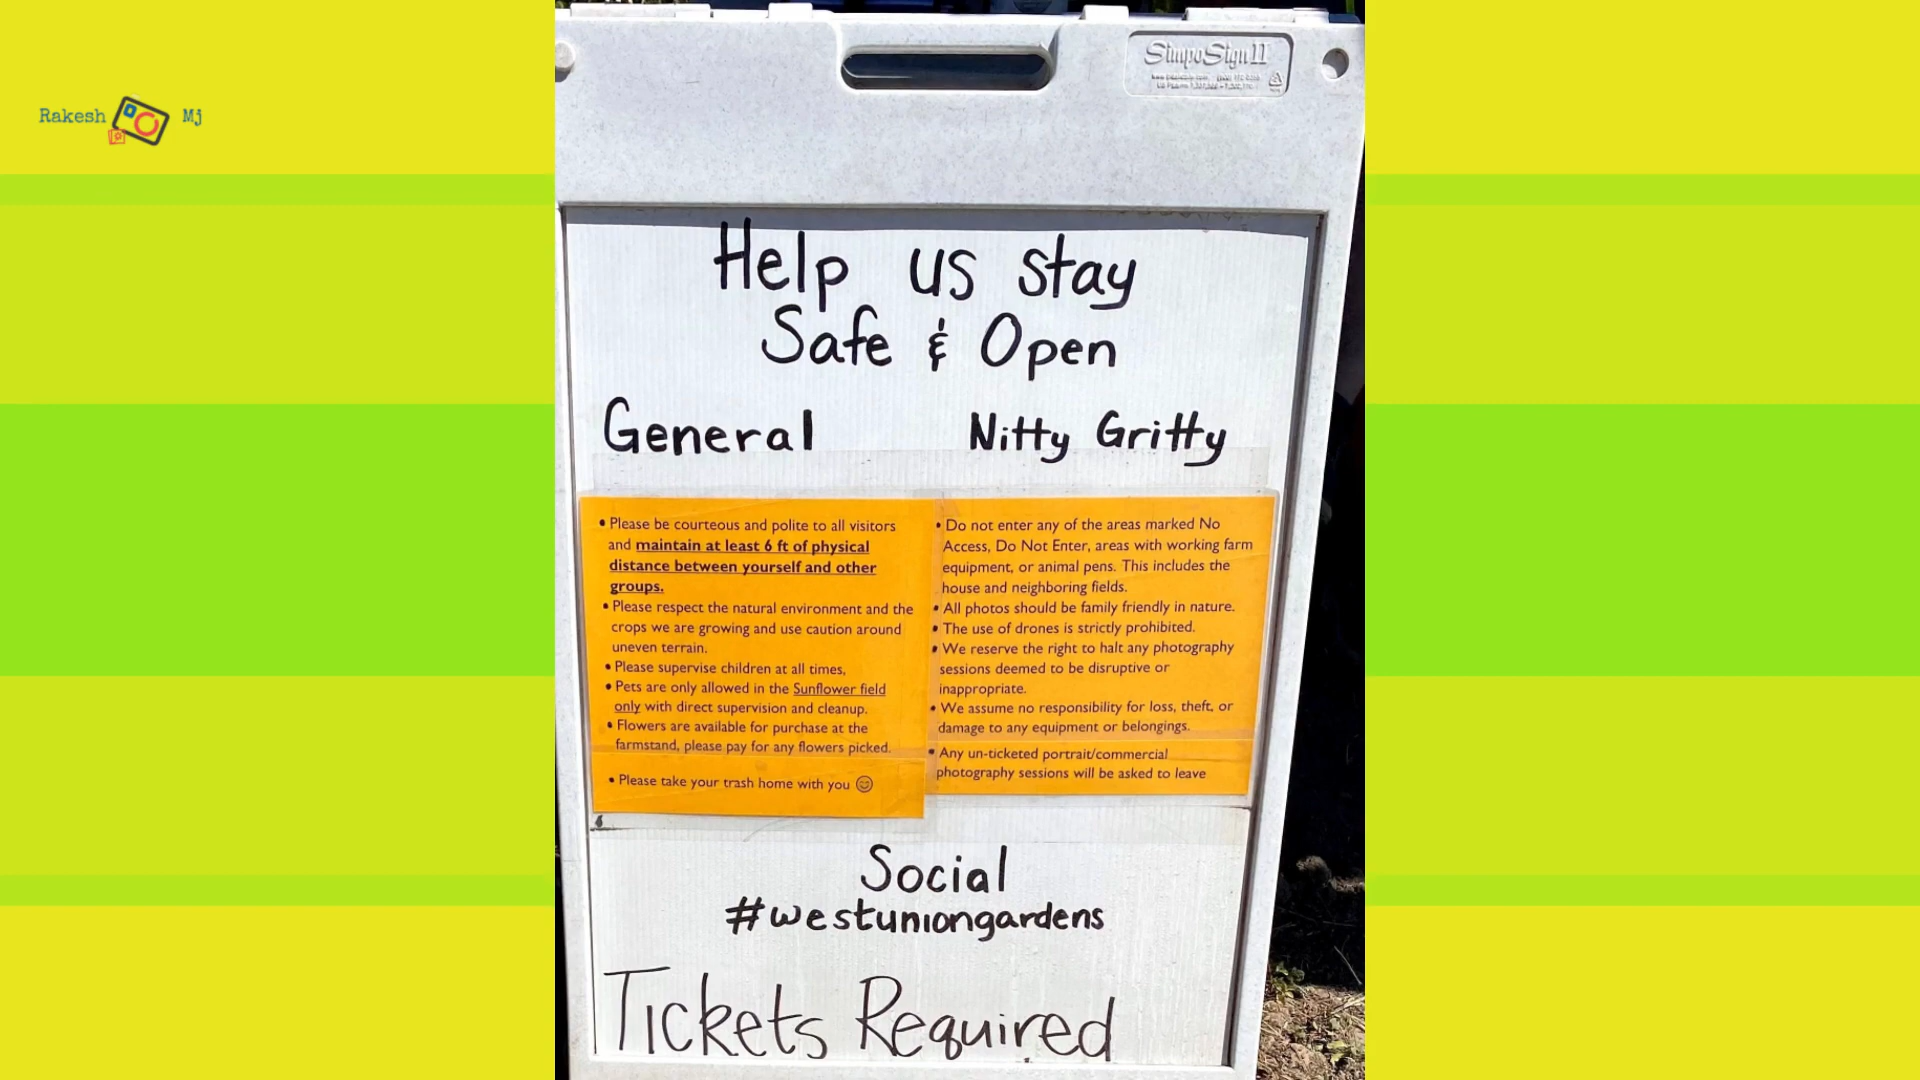 Rakesh Mj
SimpoSign II
Help us stay
Safe & Open
General
Nitty Gritty
• Please be courteous and polite to all visitors
and maintain at least 6 ft of physical
distance between yourself and other
groups.
• Please respect the natural environment and the
crops we are growing and use caution around
uneven terrain.
• Please supervise children at all times,
• Pets are only allowed in the Sunflower field
only with direct supervision and cleanup.
• Flowers are available for purchase at the
farmstand, please pay for any flowers picked.
• Please take your trash home with you 😊
• Do not enter any of the areas marked No
Access, Do Not Enter, areas with working farm
equipment, or animal pens. This includes the
house and neighboring fields.
• All photos should be family friendly in nature.
• The use of drones is strictly prohibited.
• We reserve the right to halt any photography
sessions deemed to be disruptive or
inappropriate.
• We assume no responsibility for loss, theft, or
damage to any equipment or belongings.
• Any un-ticketed portrait/commercial
photography sessions will be asked to leave
Social
#westuniongardens
Tickets Required